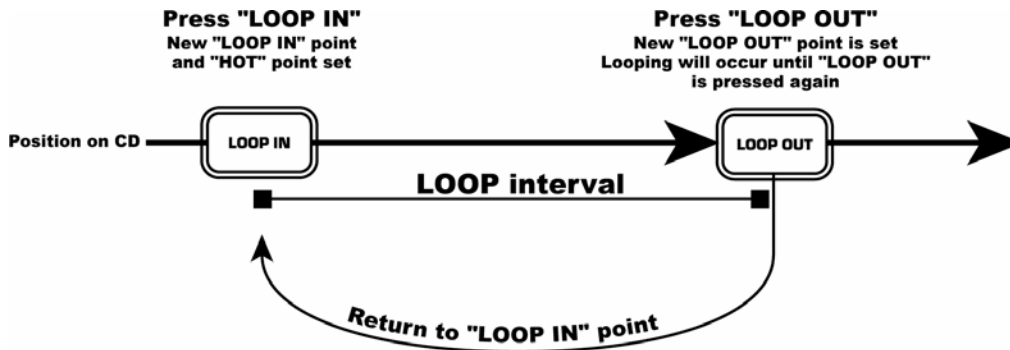 Press "LOOP IN"
New "LOOP IN" point
and "HOT" point set
Press "LOOP OUT"
New "LOOP OUT" point is set
Looping will occur until "LOOP OUT"
is pressed again
Position on CD
LOOP IN
LOOP OUT
LOOP interval
Return to "LOOP IN" point